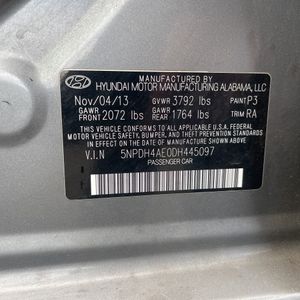 HYUNDAI MOTOR MANUFACTURING ALABAMA, LLC
Nov/04/13 GVWR 3792 lbs PAINT P3
GAWR FRONT 2072 lbs GAWR REAR 1764 lbs TRIM RA
THIS VEHICLE CONFORMS TO ALL APPLICABLE U.S. FEDERAL
MOTOR VEHICLE SAFETY, BUMPER, AND THEFT PREVENTION
STANDARDS IN EFFECT ON THE DATE OF MANUFACTURE SHOWN ABOVE.
V.I.N 5NPDH4AE0DH445097
PASSENGER CAR